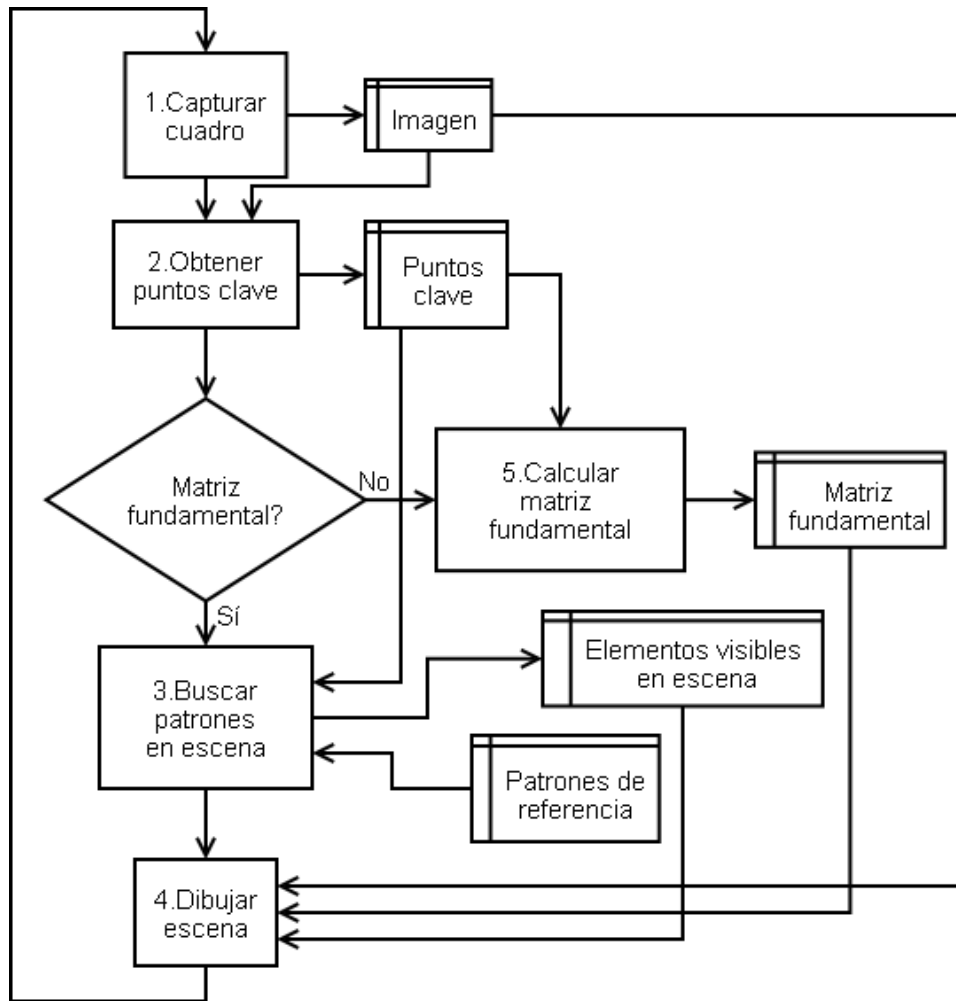 1.Capturar
cuadro
Imagen
2.Obtener
puntos clave
Puntos
clave
Matriz
fundamental?
No
5.Calcular
matriz
fundamental
Matriz
fundamental
Sí
3.Buscar
patrones
en escena
Elementos visibles
en escena
Patrones de
referencia
4.Dibujar
escena